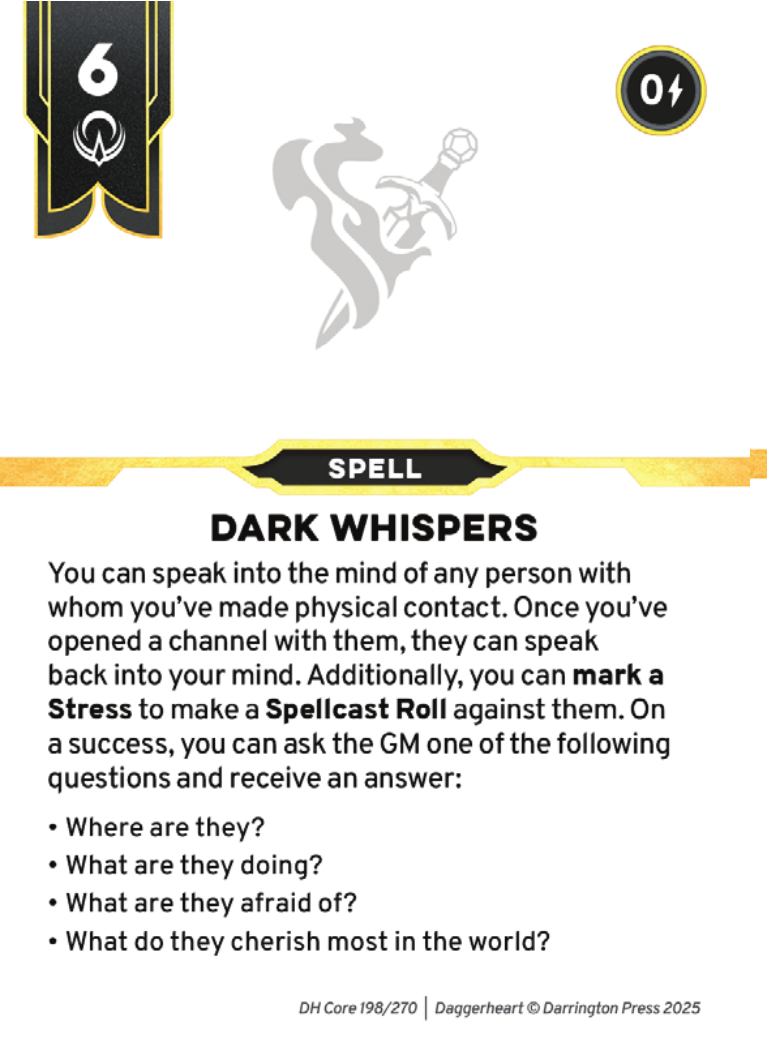 6
0
SPELL
DARK WHISPERS
You can speak into the mind of any person with
whom you’ve made physical contact. Once you’ve
opened a channel with them, they can speak
back into your mind. Additionally, you can mark a
Stress to make a Spellcast Roll against them. On
a success, you can ask the GM one of the following
questions and receive an answer:
• Where are they?
• What are they doing?
• What are they afraid of?
• What do they cherish most in the world?
DH Core 198/270 | Daggerheart © Darrington Press 2025